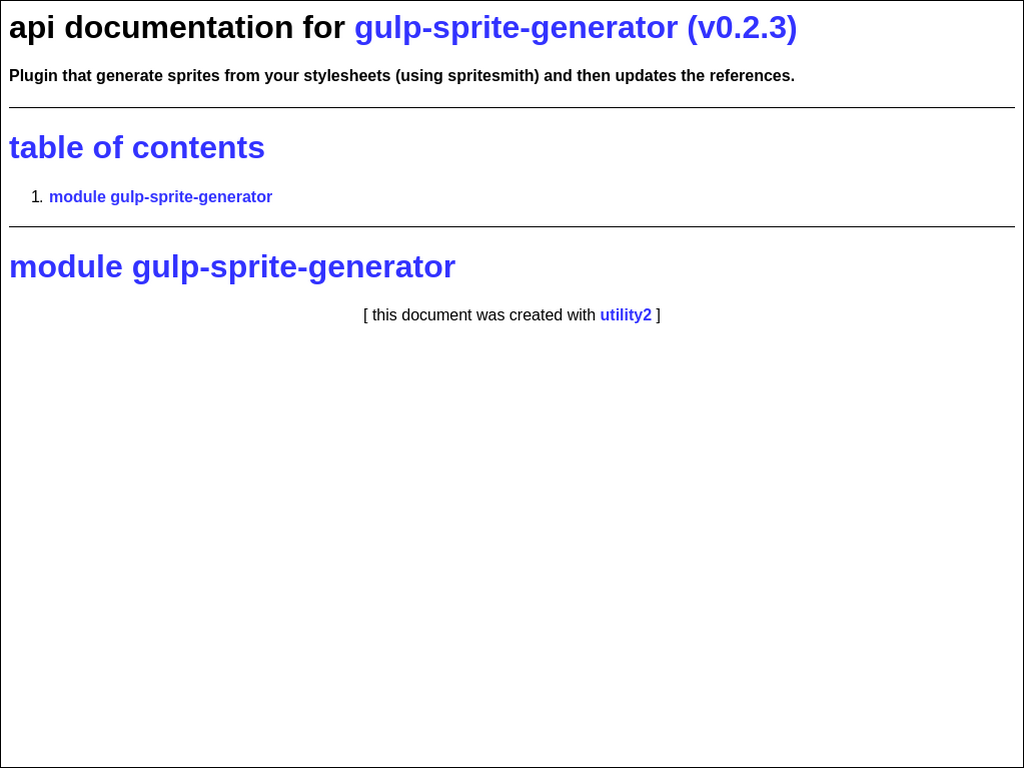 api documentation for gulp-sprite-generator (v0.2.3)
Plugin that generate sprites from your stylesheets (using spritesmith) and then updates the references.
table of contents
1. module gulp-sprite-generator
module gulp-sprite-generator
[ this document was created with utility2 ]